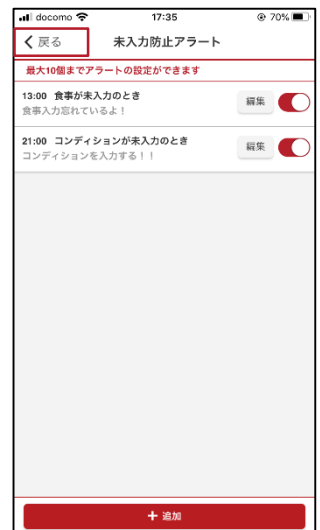 docomo 17:35 70%
戻る 未入力防止アラート
最大10個までアラートの設定ができます
13:00 食事が未入力のとき
食事入力忘れているよ！
編集
21:00 コンディションが未入力のとき
コンディションを入力する！！
編集
＋ 追加